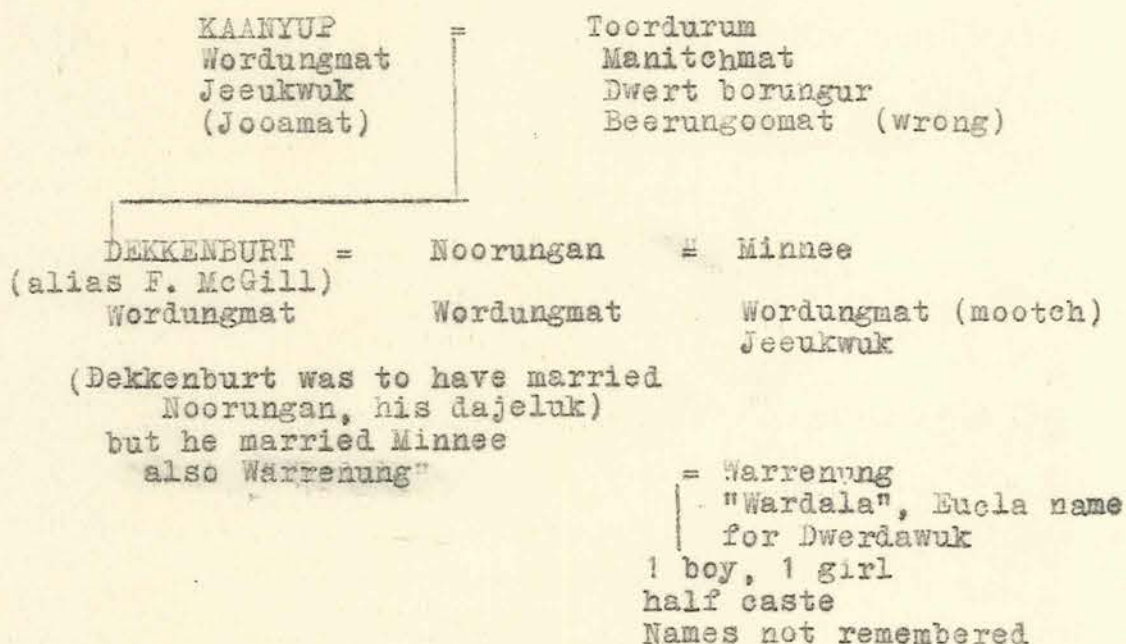 KAANYUP = Toordurum
Wordungmat Manitchmat
Jeeukwuk Dwert borungur
(Jooamat) Beerungoomat (wrong)
DEKKENBURT = Noorungan = Minnee
(alias F. McGill)
Wordungmat Wordungmat Wordungmat (mootch)
Jeeukwuk
(Dekkenburt was to have married
Noorungan, his dajeluk)
but he married Minnee
also Warrenung"
= Warrenung
"Wardala", Eucla name
for Dwerdawuk
1 boy, 1 girl
half caste
Names not remembered